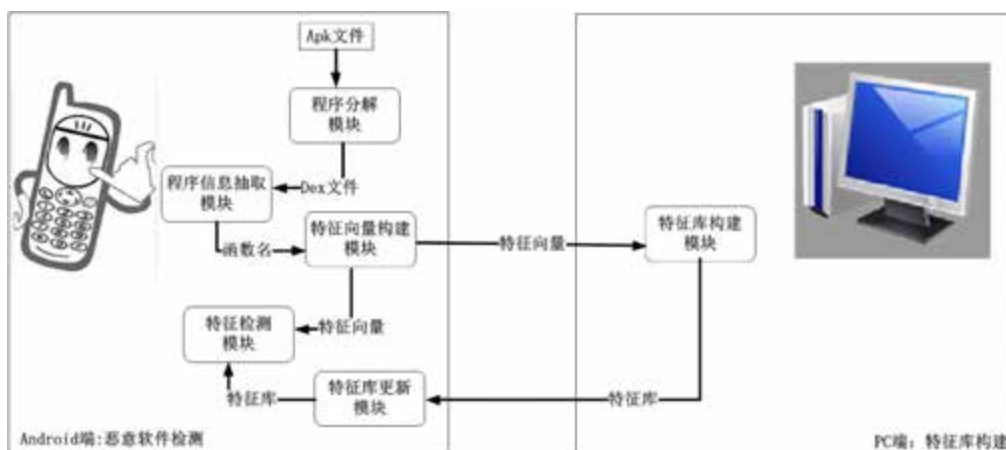 Apk文件
程序分解
模块
Dex文件
程序信息抽取
模块
函数名
特征向量构建
模块
特征向量
特征库构建
模块
特征向量
特征检测
模块
特征库
特征库更新
模块
特征库
Android端:恶意软件检测
PC端：特征库构建